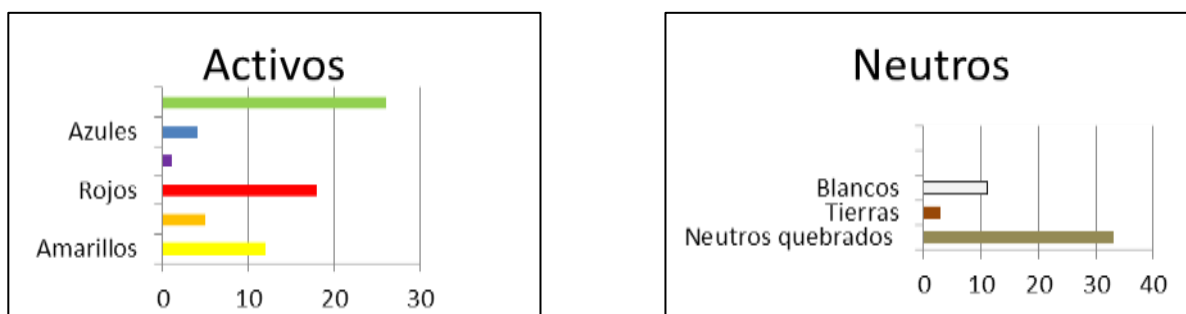 Activos
Azules
Rojos
Amarillos
0 10 20 30
Neutros
Blancos
Tierras
Neutros quebrados
0 10 20 30 40